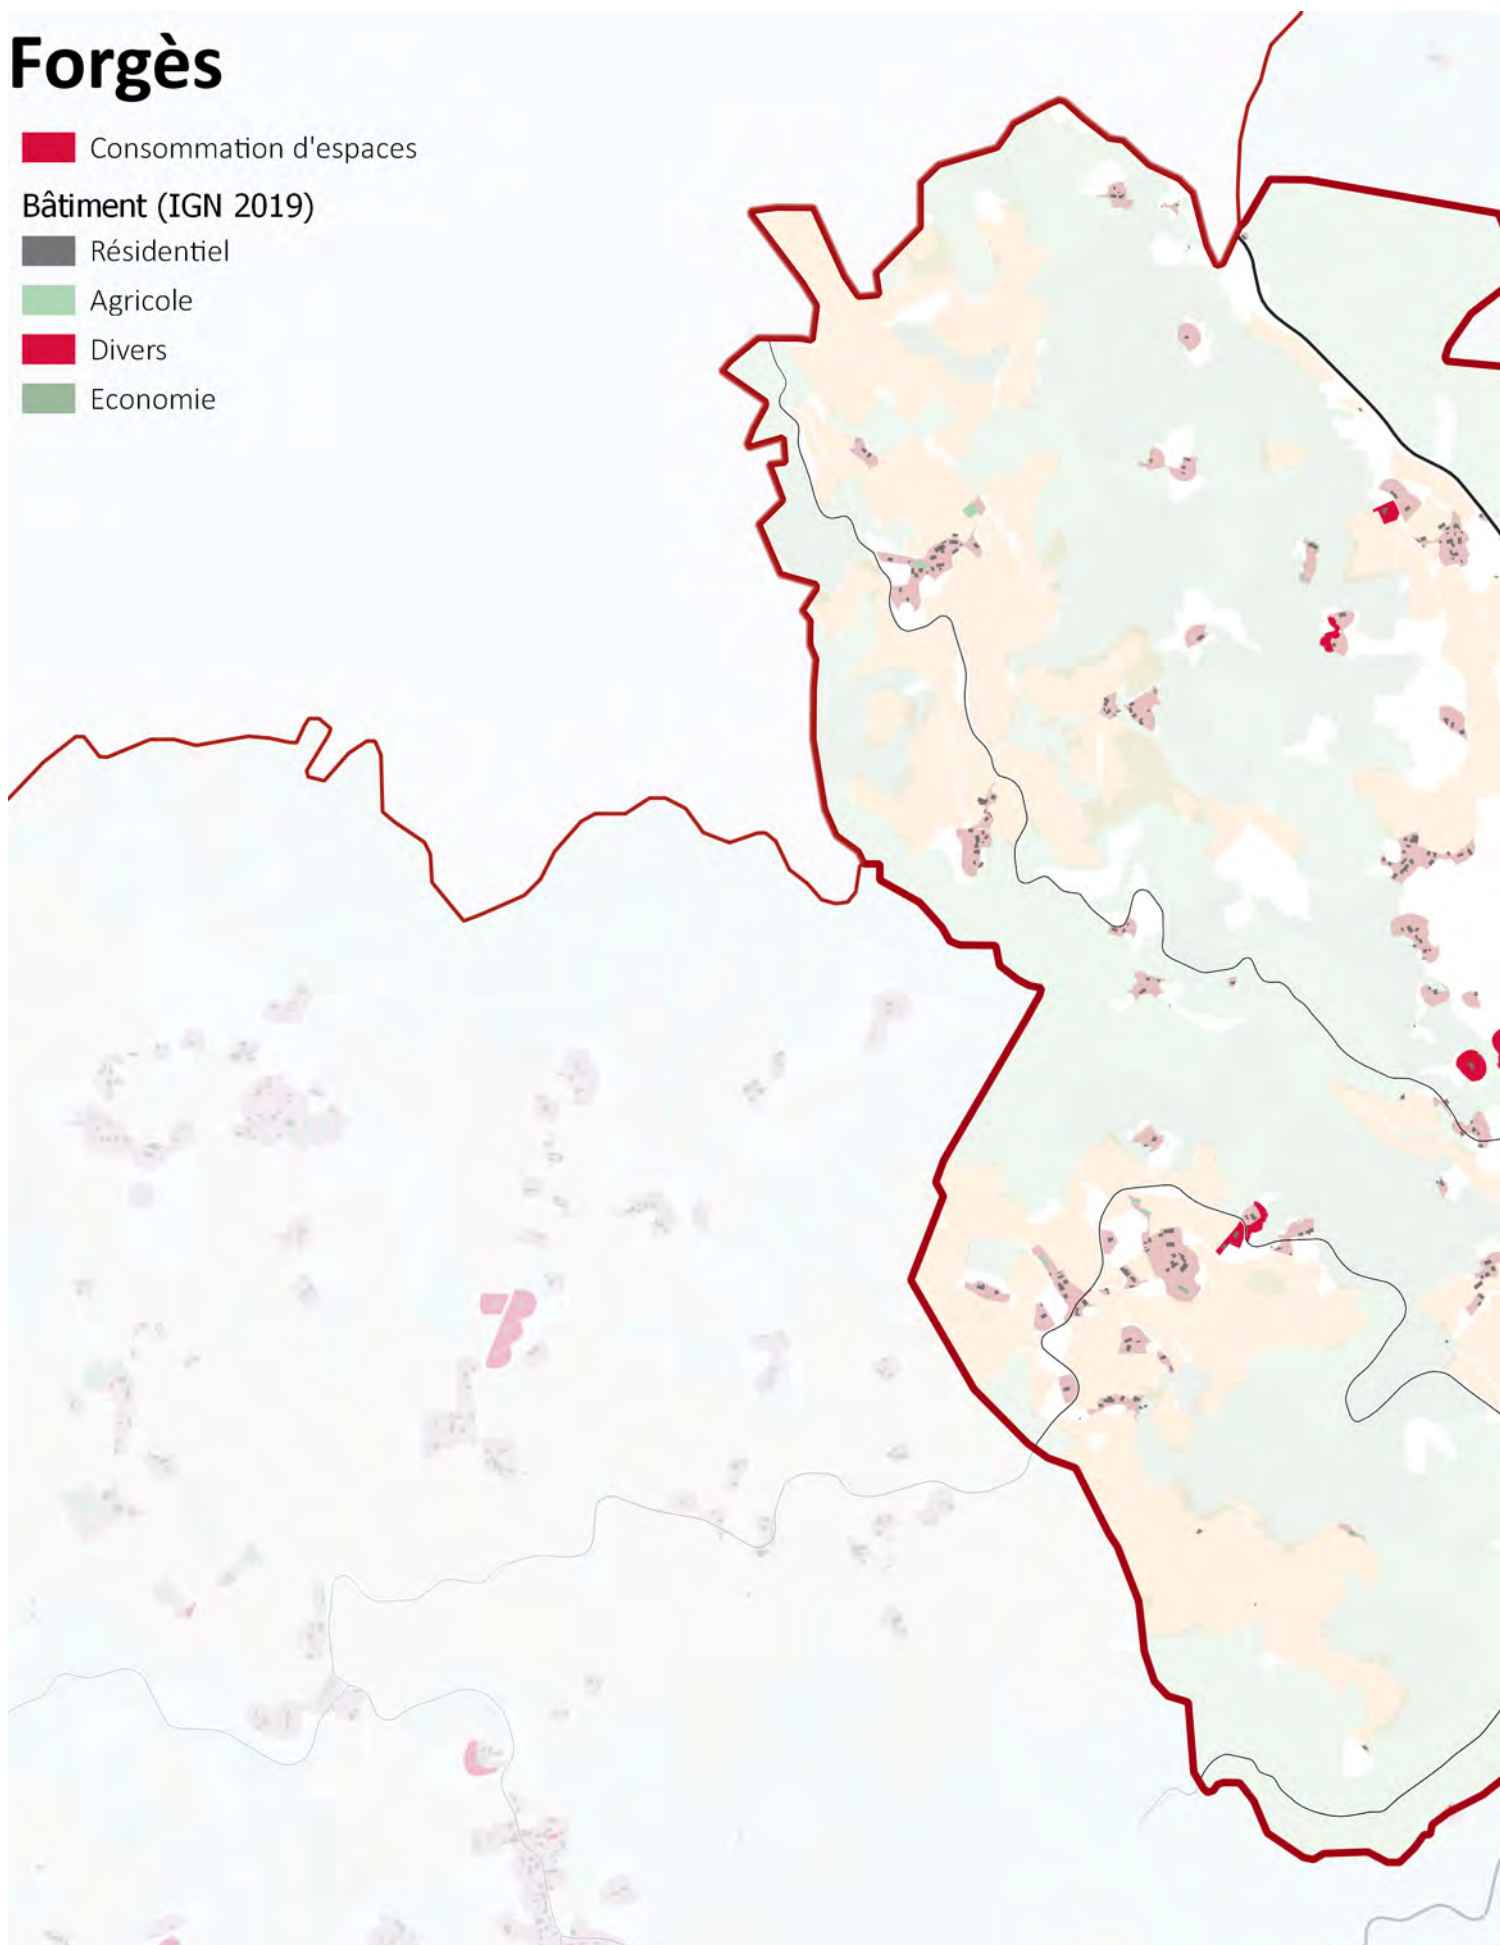 Forgès
Consommation d'espaces
Bâtiment (IGN 2019)
Résidentiel
Agricole
Divers
Economie